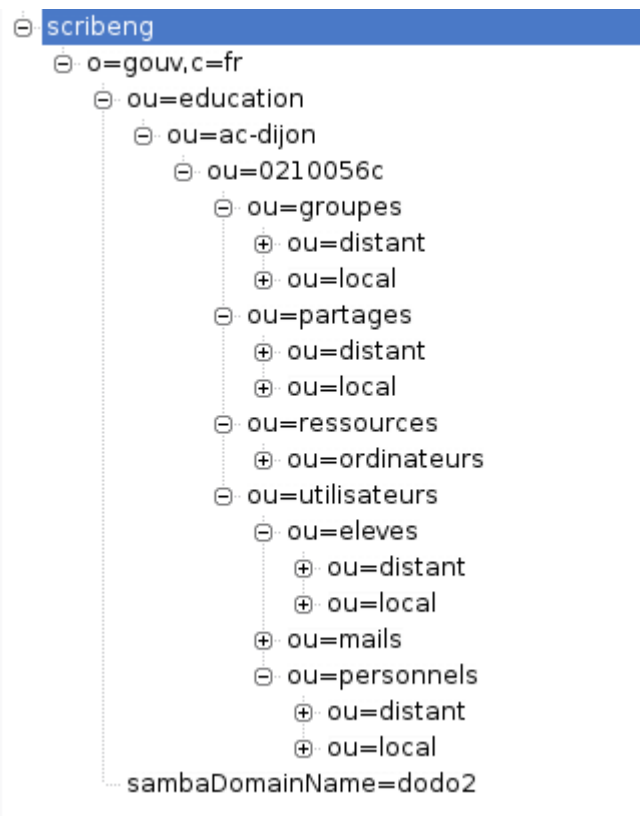 scribeng
o=gouv,c=fr
ou=education
ou=ac-dijon
ou=0210056c
ou=groupes
ou=distant
ou=local
ou=partages
ou=distant
ou=local
ou=ressources
ou=ordinateurs
ou=utilisateurs
ou=eleves
ou=distant
ou=local
ou=mails
ou=personnels
ou=distant
ou=local
sambaDomainName=dodo2